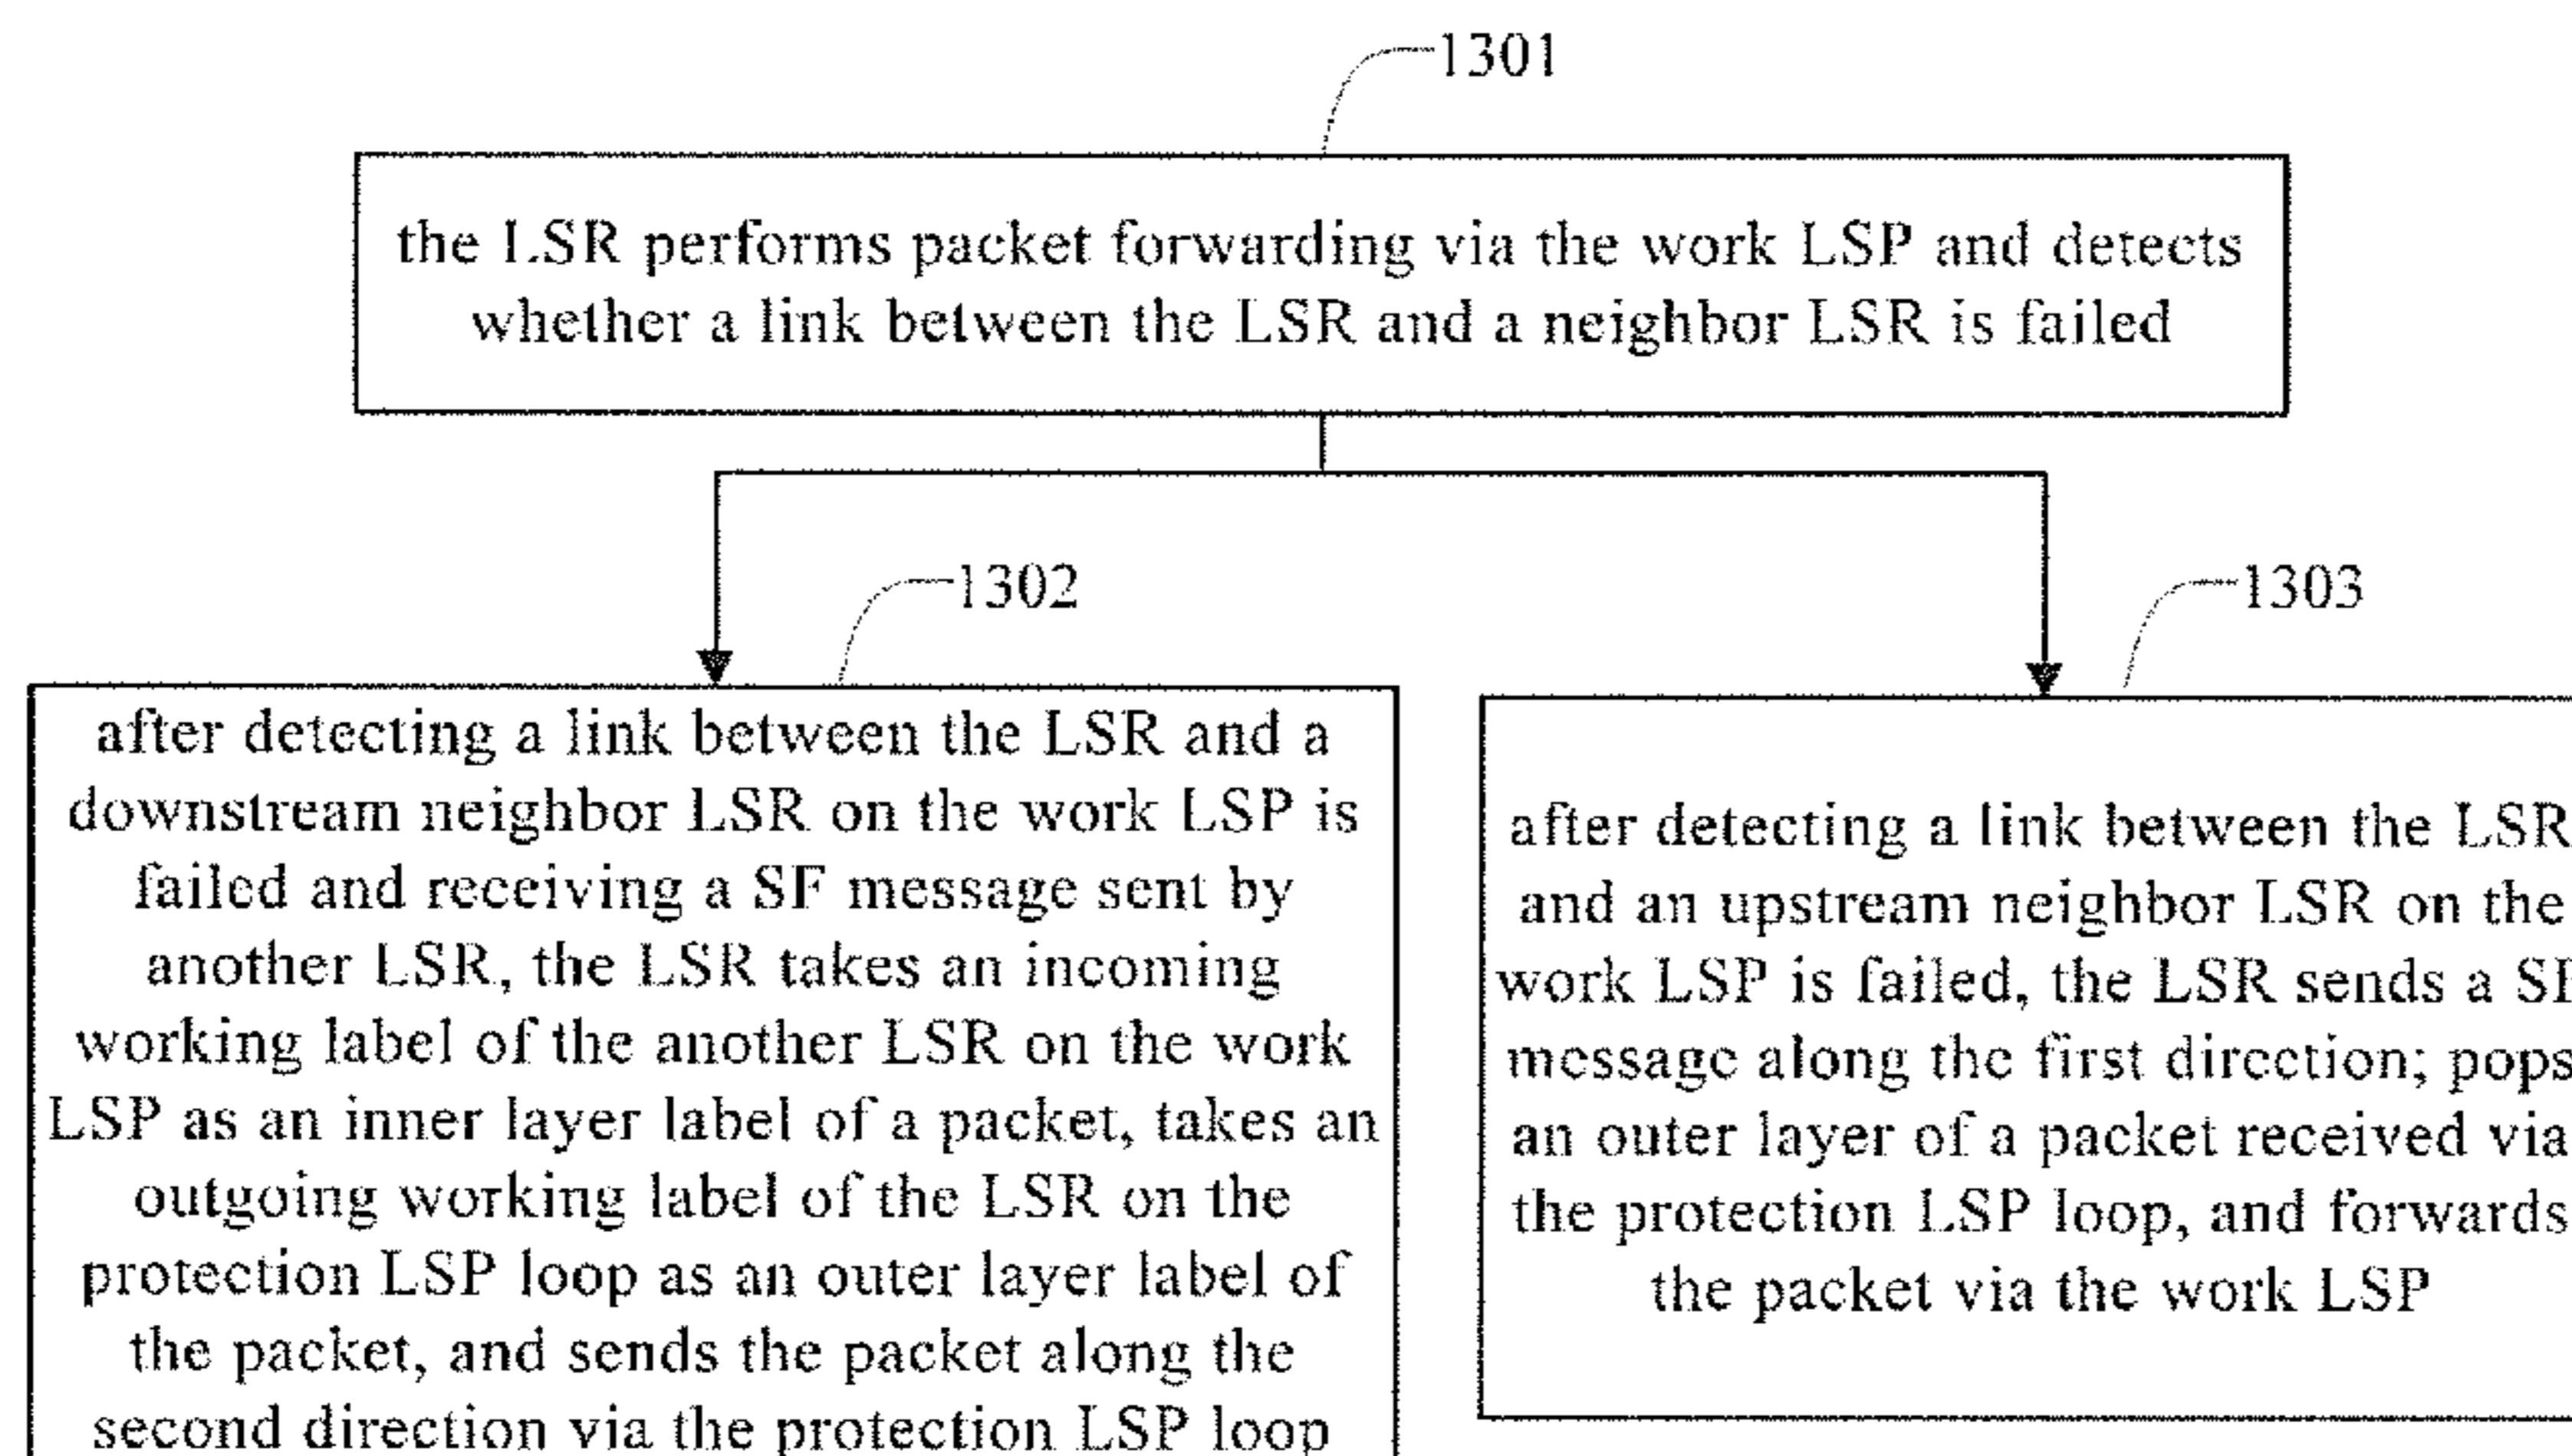 1301
the LSR performs packet forwarding via the work LSP and detects
whether a link between the LSR and a neighbor LSR is failed
1302
after detecting a link between the LSR and a
downstream neighbor LSR on the work LSP is
failed and receiving a SF message sent by
another LSR, the LSR takes an incoming
working label of the another LSR on the work
LSP as an inner layer label of a packet, takes an
outgoing working label of the LSR on the
protection LSP loop as an outer layer label of
the packet, and sends the packet along the
second direction via the protection LSP loop
1303
after detecting a link between the LSR
and an upstream neighbor LSR on the
work LSP is failed, the LSR sends a SF
message along the first direction; pops
an outer layer of a packet received via
the protection LSP loop, and forwards
the packet via the work LSP